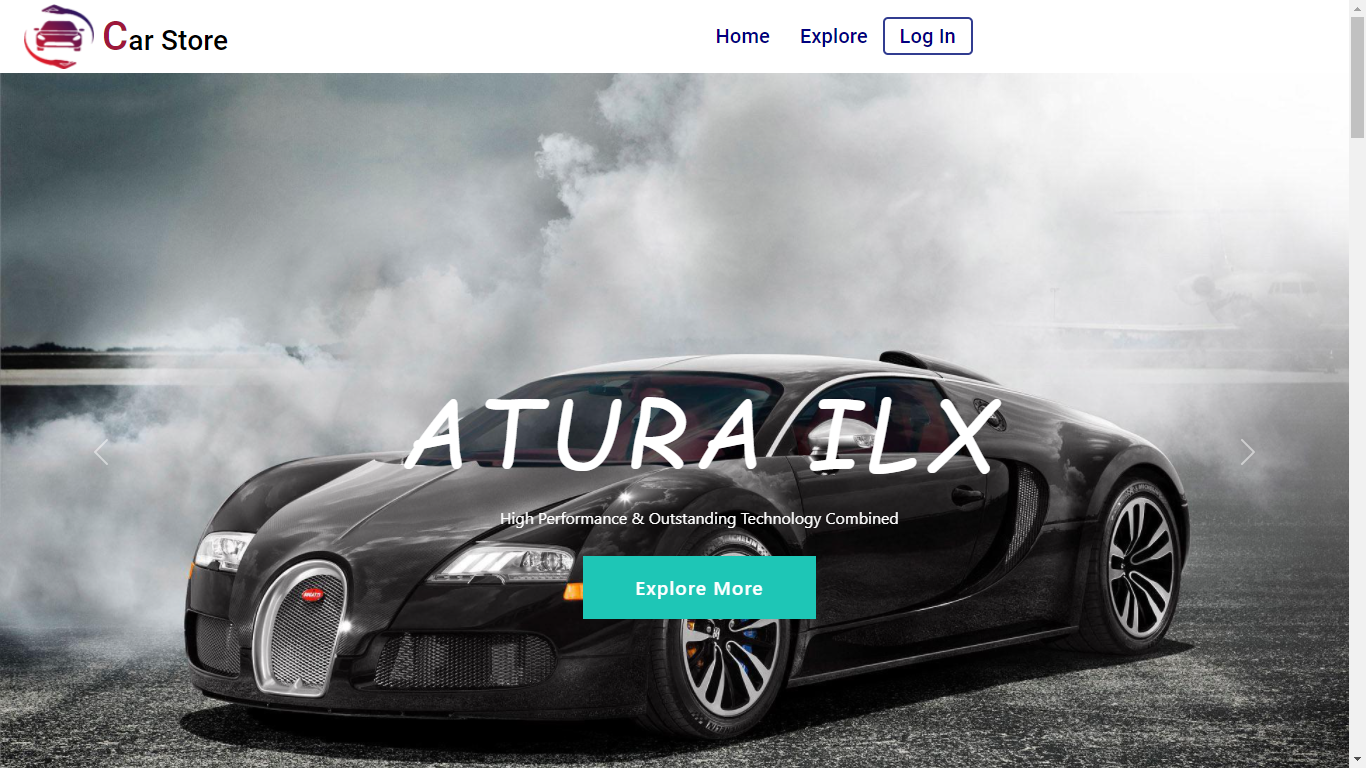 Car Store
Home
Explore
Log In
ATURA ILX
High Performance & Outstanding Technology Combined
Explore More